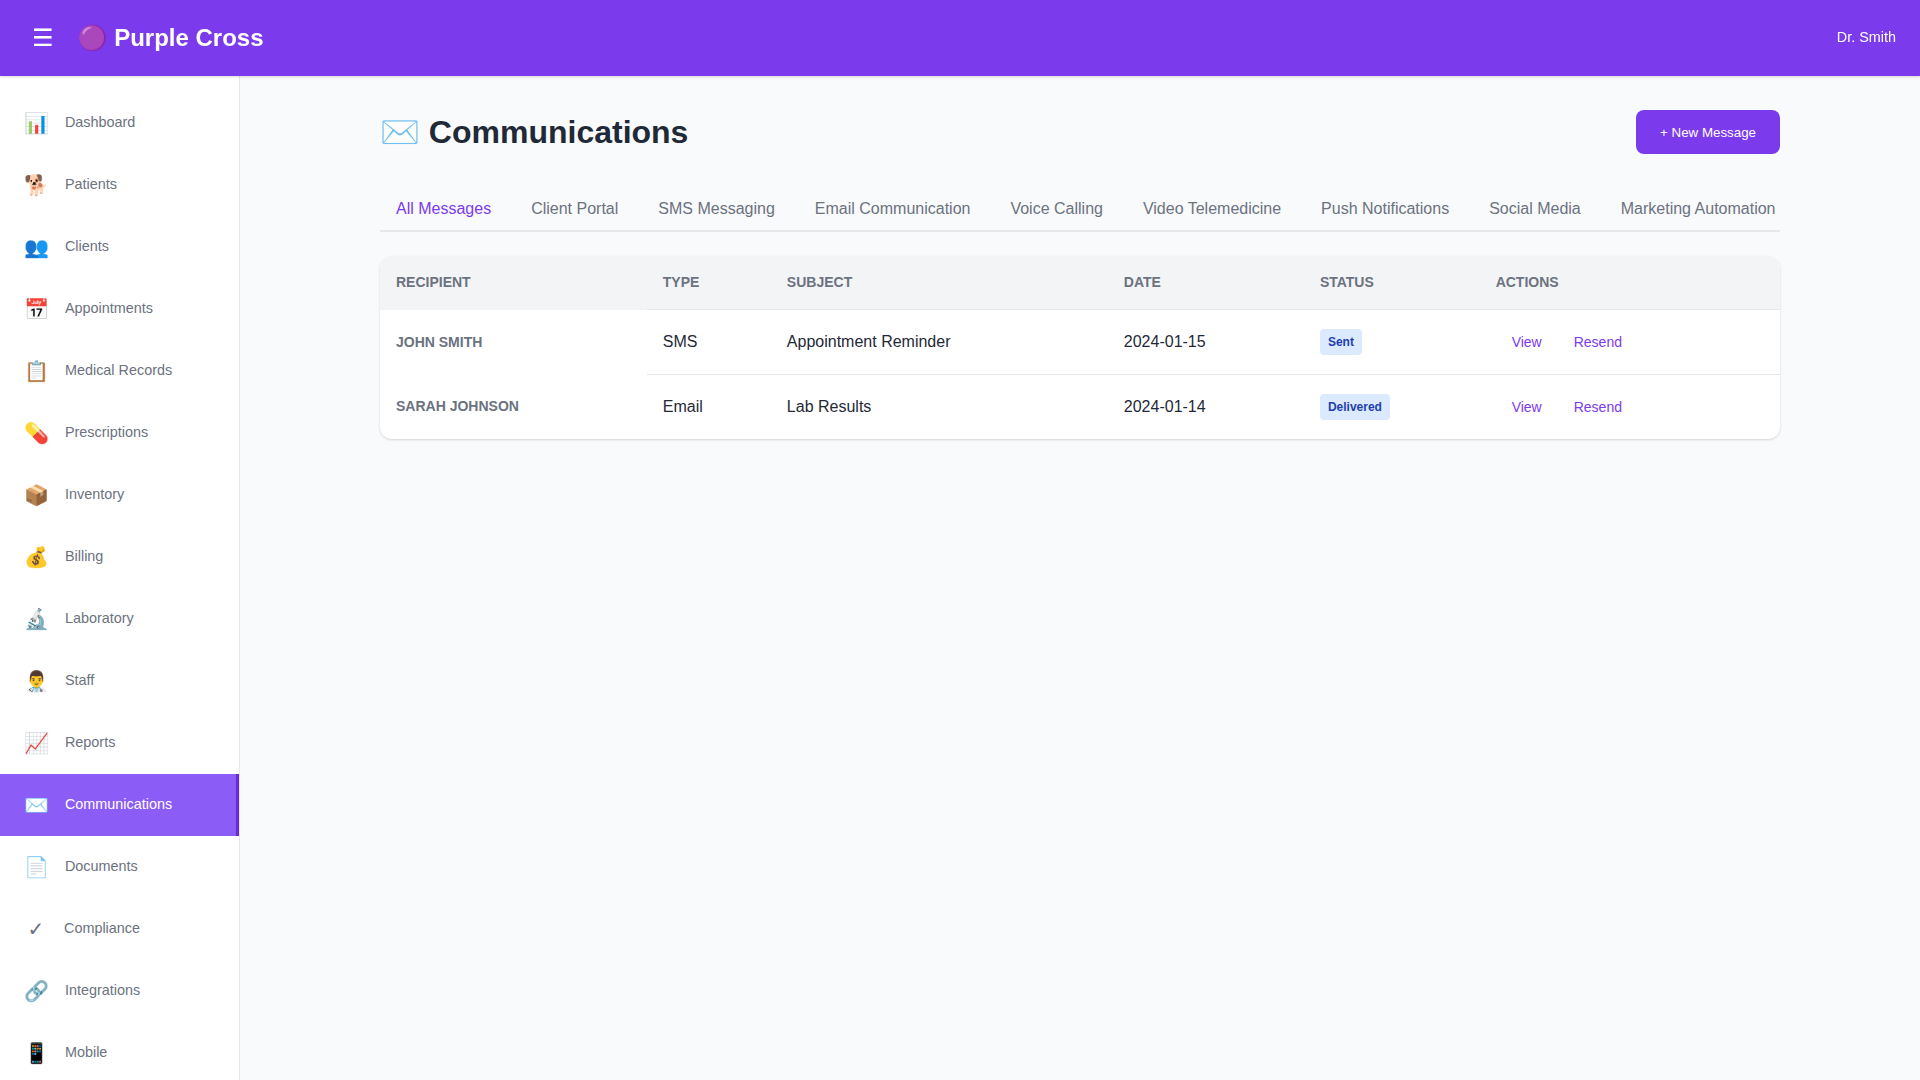 ☰ Purple Cross
Dr. Smith
Dashboard
Patients
Clients
Appointments
Medical Records
Prescriptions
Inventory
Billing
Laboratory
Staff
Reports
Communications
Documents
✓ Compliance
Integrations
Mobile
Communications
+ New Message
All Messages Client Portal SMS Messaging Email Communication Voice Calling Video Telemedicine Push Notifications Social Media Marketing Automation
RECIPIENT TYPE SUBJECT DATE STATUS ACTIONS
JOHN SMITH SMS Appointment Reminder 2024-01-15 Sent View Resend
SARAH JOHNSON Email Lab Results 2024-01-14 Delivered View Resend